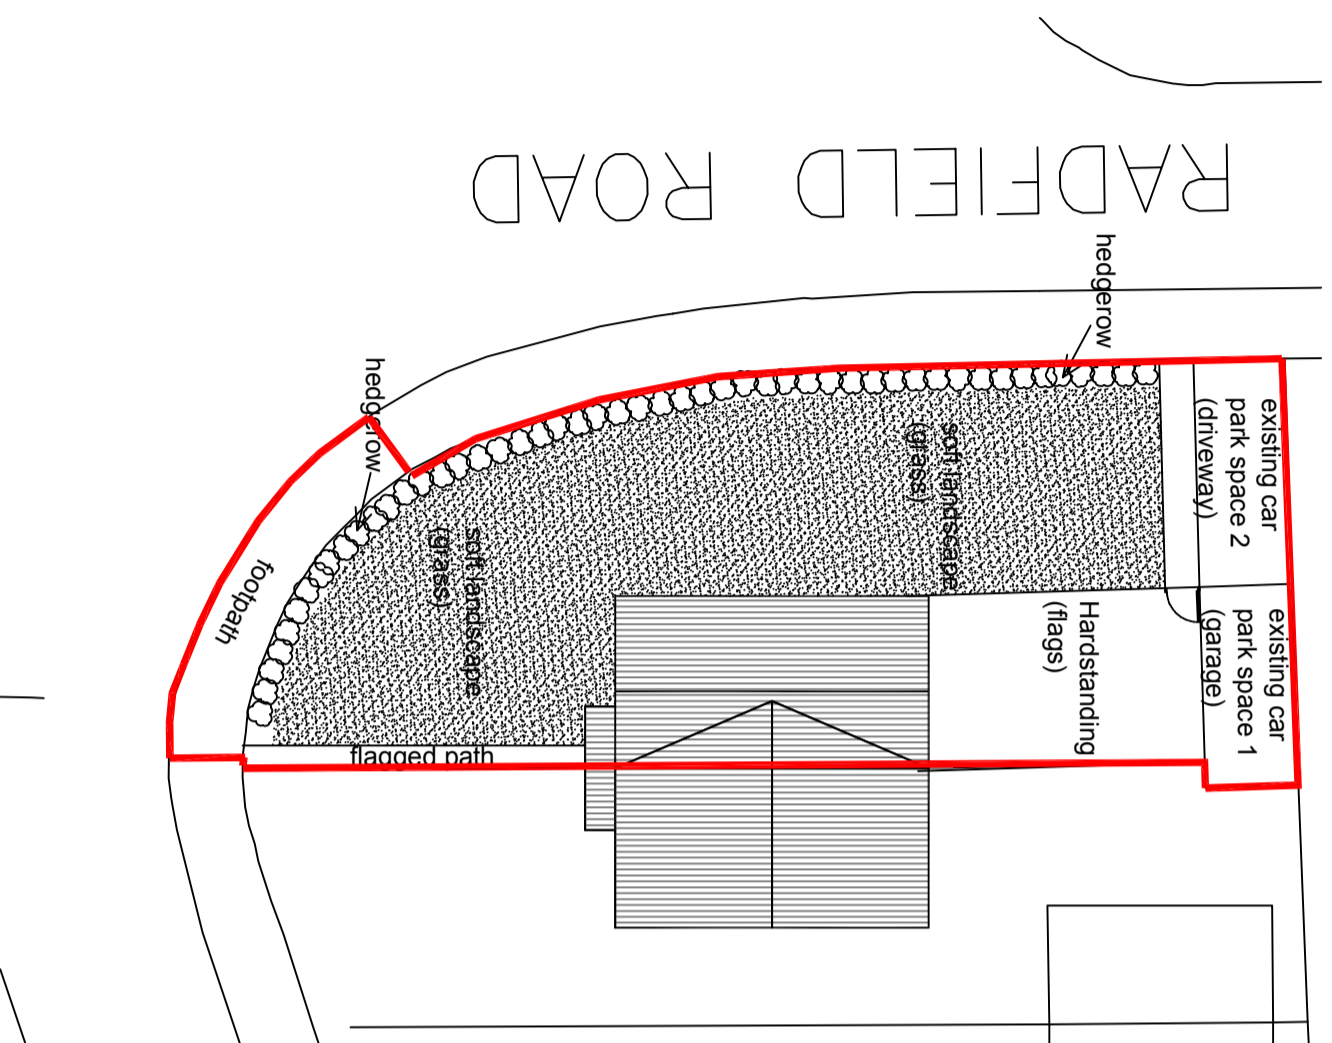 RADFIELD ROAD
hedgerow
hedgerow
existing car
park space 2
(driveway)
soft landscape
(grass)
soft landscape
(grass)
footpath
Hardstanding
(flags)
existing car
park space 1
(garage)
flagged path